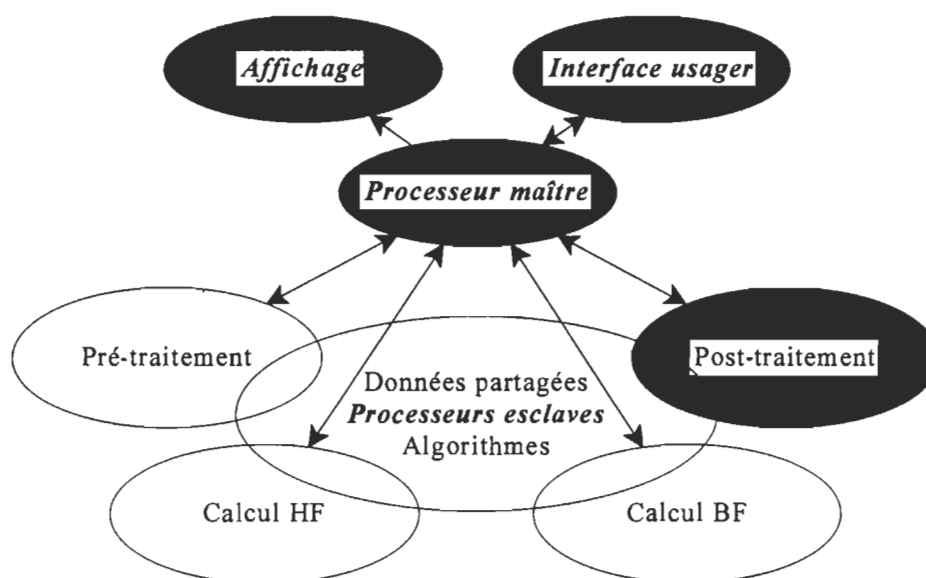 Affichage
Interface usager
Processeur maître
Pré-traitement
Post-traitement
Données partagées
Processeurs esclaves
Algorithmes
Calcul HF
Calcul BF